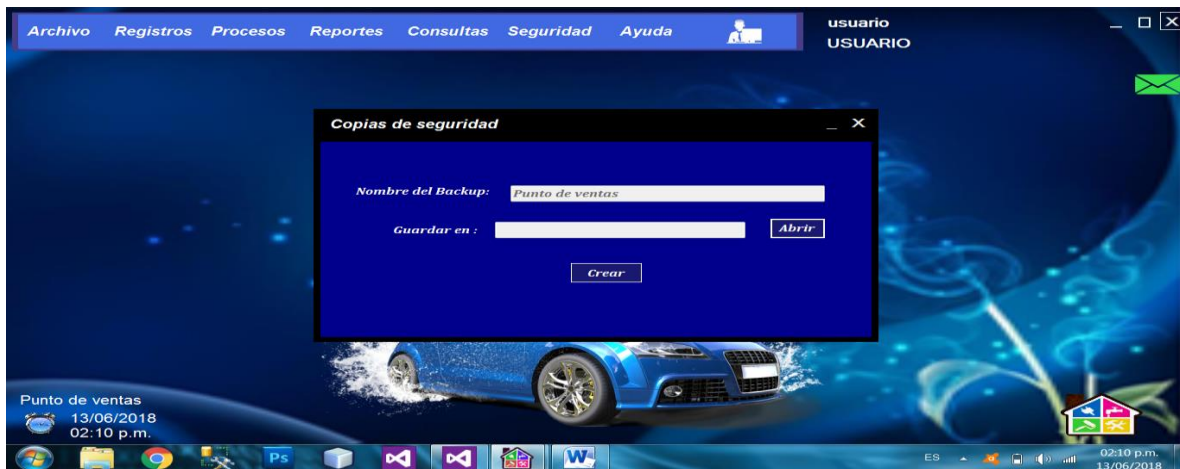 Archivo Registros Procesos Reportes Consultas Seguridad Ayuda
usuario
USUARIO
Copias de seguridad
Nombre del Backup: Punto de ventas
Guardar en : Abrir
Crear
Punto de ventas
13/06/2018
02:10 p.m.
Ps
W
ES
02:10 p.m.
13/06/2018